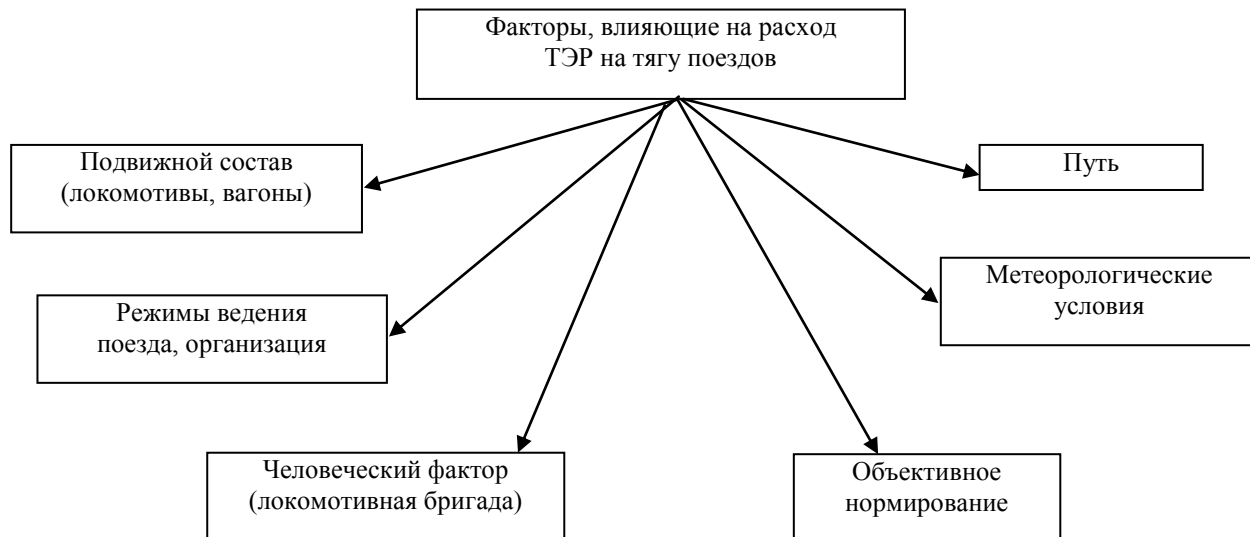 Факторы, влияющие на расход
ТЭР на тягу поездов
Подвижной состав
(локомотивы, вагоны)
Путь
Метеорологические
условия
Режимы ведения
поезда, организация
Человеческий фактор
(локомотивная бригада)
Объективное
нормирование